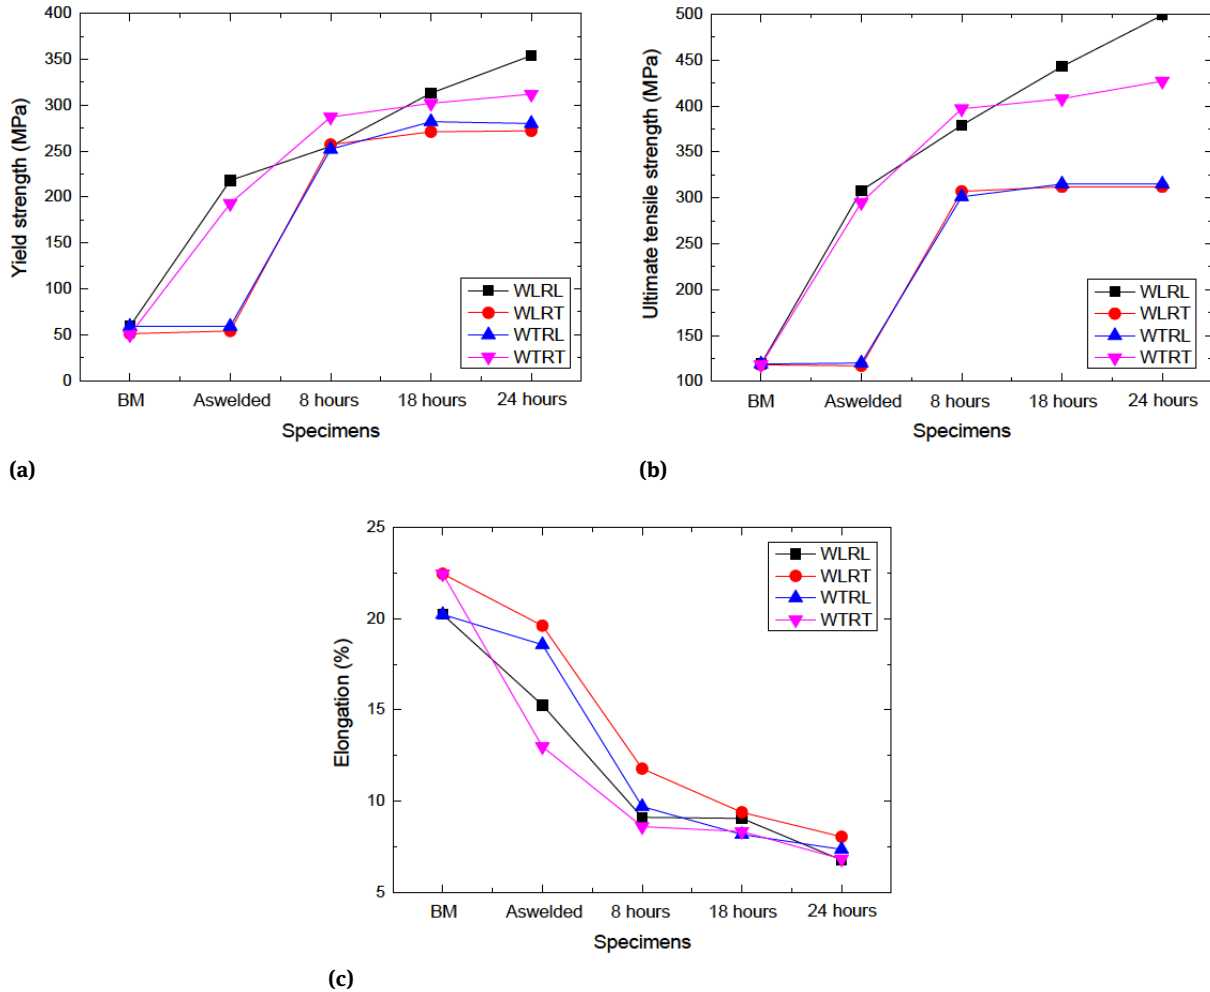 400
350
300
250
200
150
100
50
0
Yield strength (MPa)
BM Aswelded 8 hours 18 hours 24 hours
Specimens
WLRL
WLRT
WTRL
WTRT
(a)
500
450
400
350
300
250
200
150
100
Ultimate tensile strength (MPa)
BM Aswelded 8 hours 18 hours 24 hours
Specimens
WLRL
WLRT
WTRL
WTRT
(b)
25
20
15
10
5
Elongation (%)
BM Aswelded 8 hours 18 hours 24 hours
Specimens
WLRL
WLRT
WTRL
WTRT
(c)